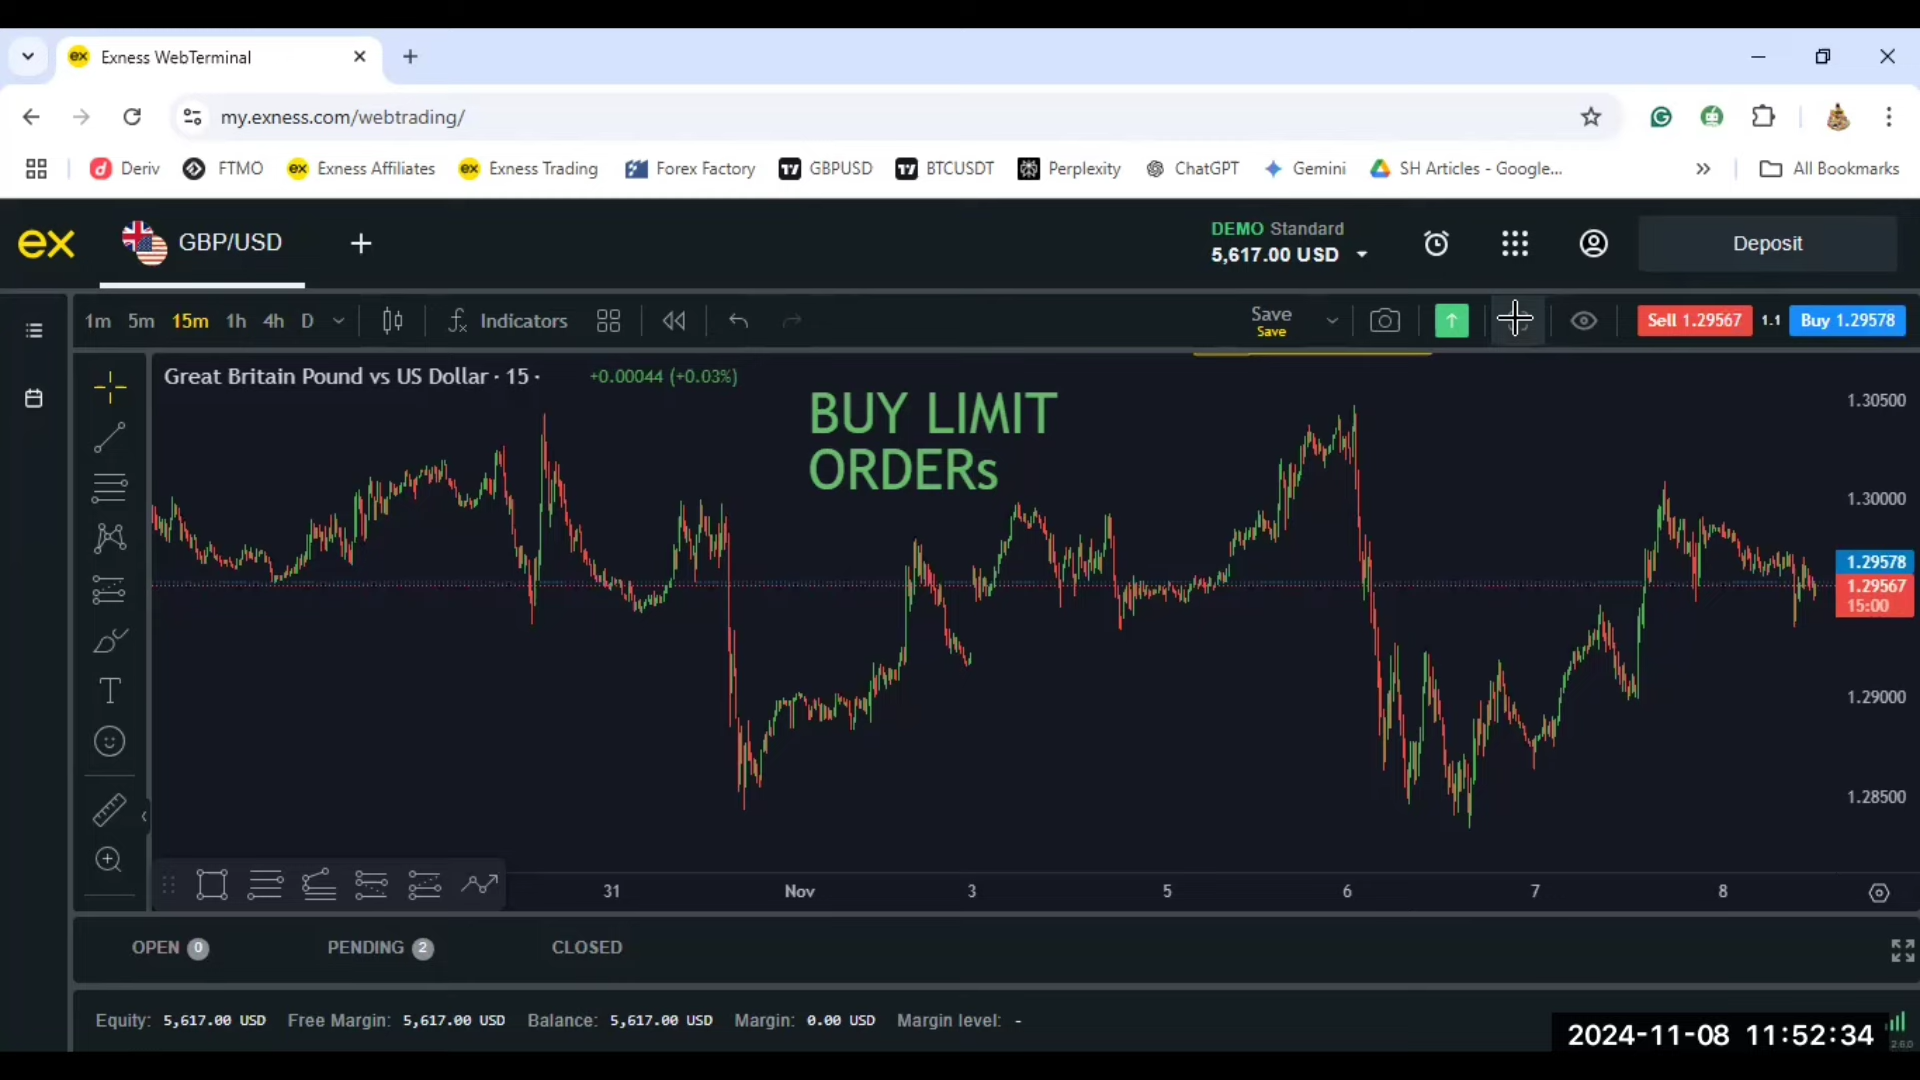 Exness WebTerminal
my.exness.com/webtrading/
Deriv FTMO Exness Affiliates Exness Trading Forex Factory GBPUSD BTCUSDT Perplexity ChatGPT Gemini SH Articles - Google... All Bookmarks
ex GBP/USD DEMO Standard Deposit
5,617.00 USD
1m 5m 15m 1h 4h D Indicators Save Sell 1.29567 1.1 Buy 1.29578
Save
Great Britain Pound vs US Dollar · 15 · +0.00044 (+0.03%)
BUY LIMIT
ORDERs
1.30500
1.30000
1.29578
1.29567
15:00
1.29000
1.28500
31 Nov 3 5 6 7 8
OPEN 0 PENDING 2 CLOSED
Equity: 5,617.00 USD Free Margin: 5,617.00 USD Balance: 5,617.00 USD Margin: 0.00 USD Margin level: -
2024-11-08 11:52:34
2.6.0